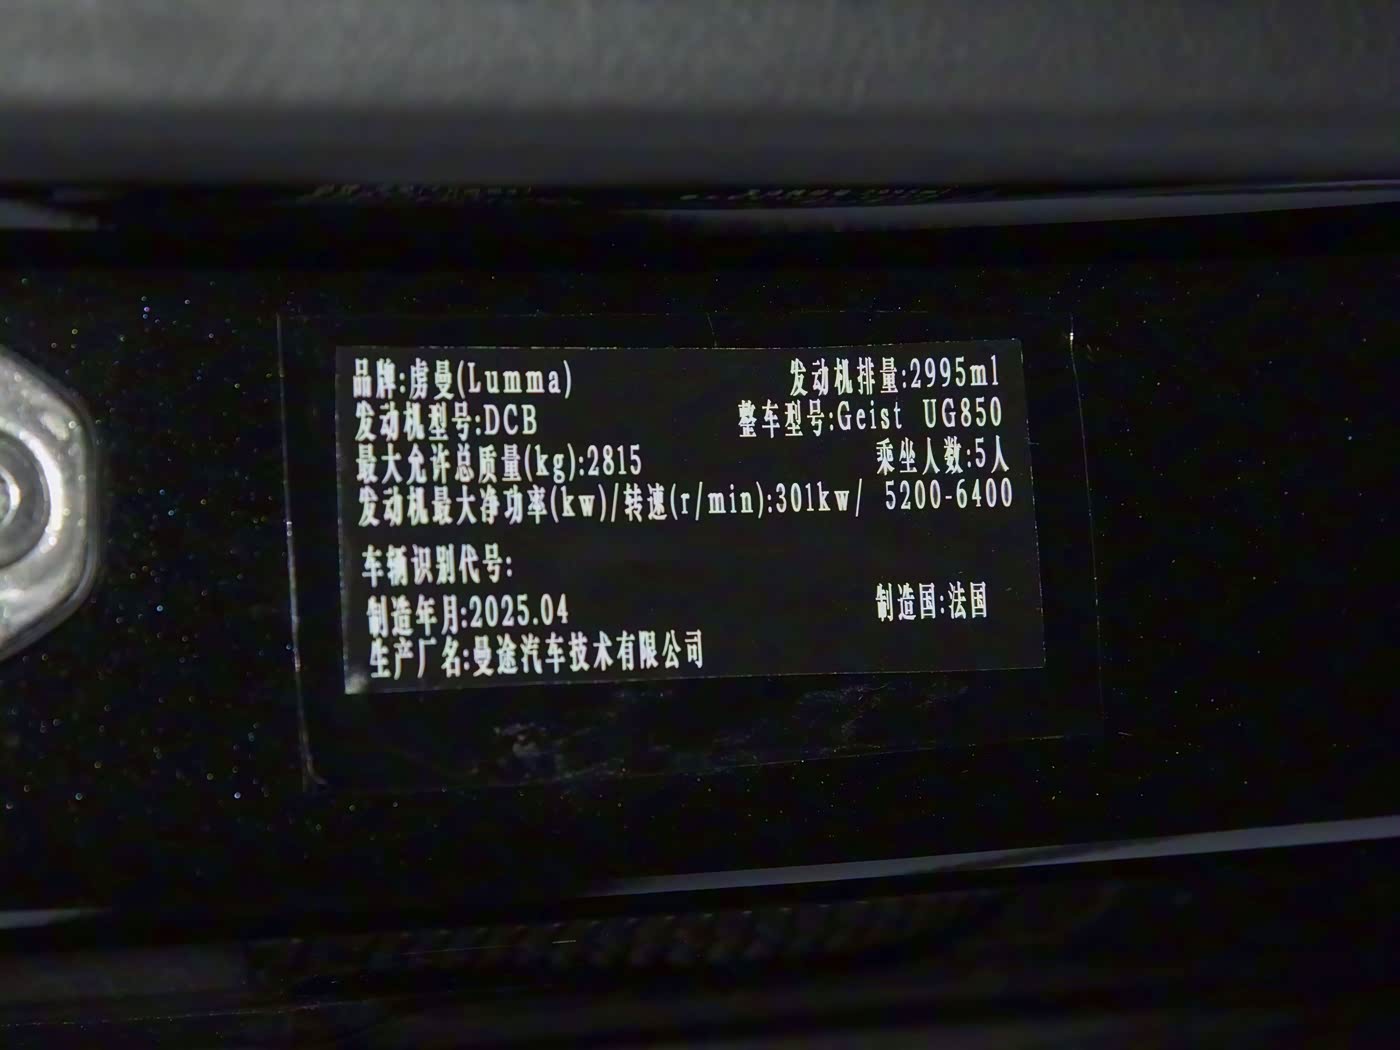 品牌:虏曼(Lumma) 发动机排量:2995ml
发动机型号:DCB 整车型号:Geist UG850
最大允许总质量(kg):2815 乘坐人数:5人
发动机最大净功率(kw)/转速(r/min):301kw/ 5200-6400
车辆识别代号:
制造年月:2025.04 制造国:法国
生产厂名:曼途汽车技术有限公司